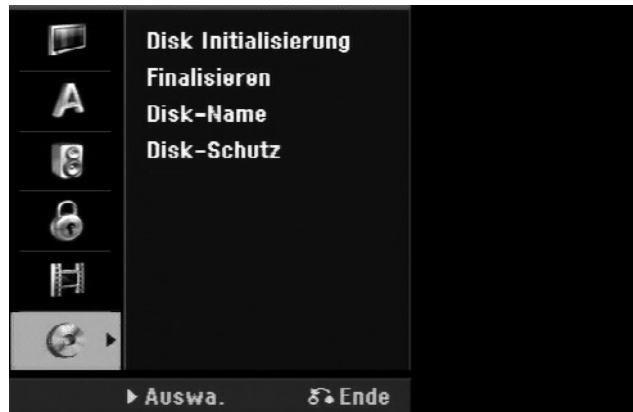 Disk Initialisierung
Finalisieren
Disk-Name
Disk-Schutz
Auswa. Ende